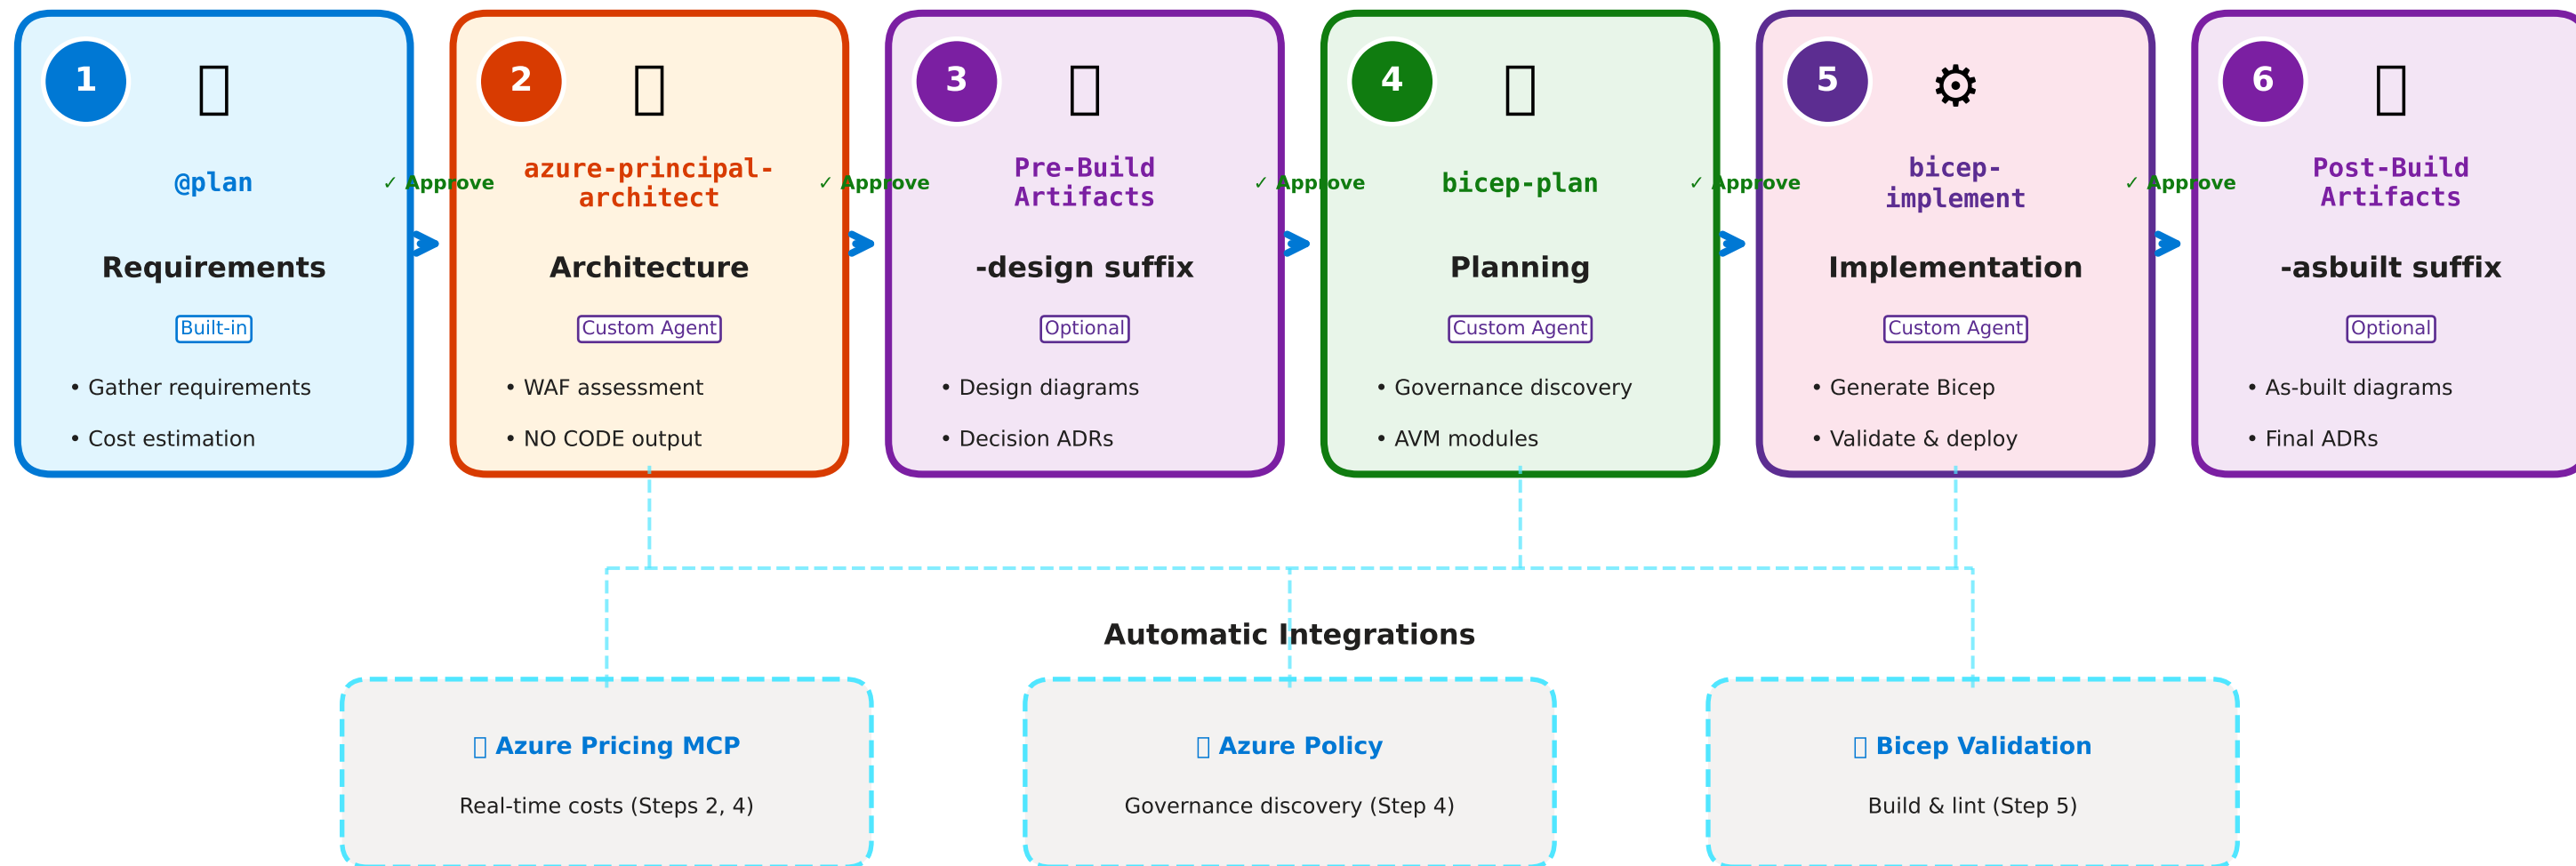 1
@plan
Requirements
Built-in
• Gather requirements
• Cost estimation
✓ Approve
2
azure-principal-
architect
Architecture
Custom Agent
• WAF assessment
• NO CODE output
✓ Approve
3
Pre-Build
Artifacts
-design suffix
Optional
• Design diagrams
• Decision ADRs
✓ Approve
4
bicep-plan
Planning
Custom Agent
• Governance discovery
• AVM modules
✓ Approve
5
bicep-
implement
Implementation
Custom Agent
• Generate Bicep
• Validate & deploy
✓ Approve
6
Post-Build
Artifacts
-asbuilt suffix
Optional
• As-built diagrams
• Final ADRs
Automatic Integrations
Azure Pricing MCP
Real-time costs (Steps 2, 4)
Azure Policy
Governance discovery (Step 4)
Bicep Validation
Build & lint (Step 5)